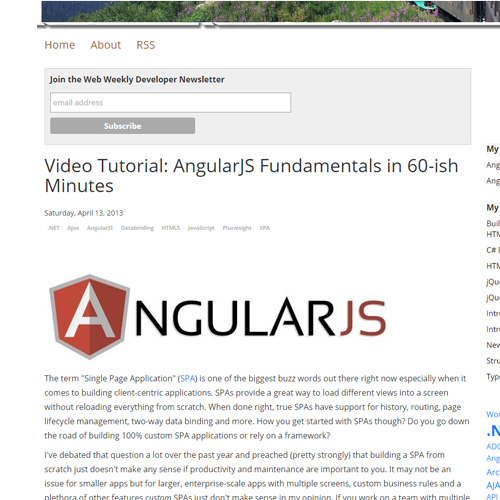 Home About RSS
Join the Web Weekly Developer Newsletter
email address
Subscribe
Video Tutorial: AngularJS Fundamentals in 60-ish
Minutes
Saturday, April 13, 2013
.NET Ajax AngularJS Databinding HTML5 JavaScript Pluralsight SPA
ANGULARJS
The term "Single Page Application" (SPA) is one of the biggest buzz words out there right now especially when it
comes to building client-centric applications. SPAs provide a great way to load different views into a screen
without reloading everything from scratch. When done right, true SPAs have support for history, routing, page
lifecycle management, two-way data binding and more. How you get started with SPAs though? Do you go down
the road of building 100% custom SPA applications or rely on a framework?
I've debated that question a lot over the past year and preached (pretty strongly) that building a SPA from
scratch just doesn't make any sense if productivity and maintenance are important to you. It may not be an
issue for smaller apps but for larger, enterprise-scale apps with multiple screens, custom business rules and a
plethora of other features custom SPAs just don't make sense in my opinion. If you work on a team with multiple
My
Ang
Ang
My
Buil
HTM
C# E
HTM
jQue
jQue
Intro
Intro
New
Stru
Type
Wor
.N
ADO
Ang
Arc
AJA
API